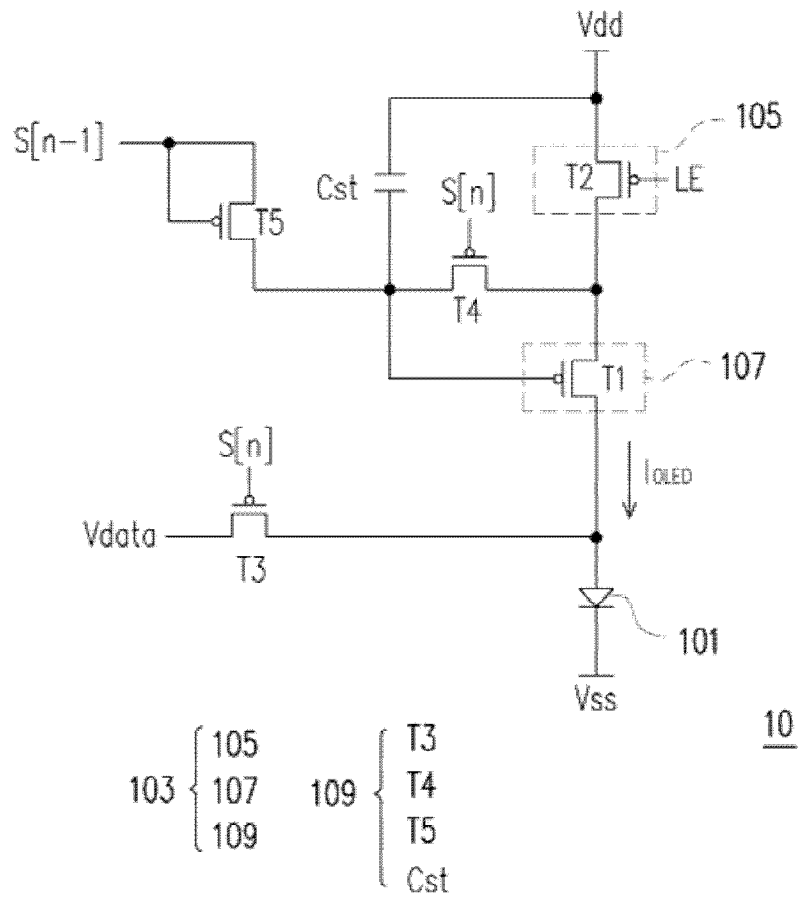 Vdd
105
S[n-1]
T2
LE
Cst
S[n]
T5
T4
107
T1
S[n]
IOLED
Vdata
T3
101
Vss
10
103
105
107
109
109
T3
T4
T5
Cst